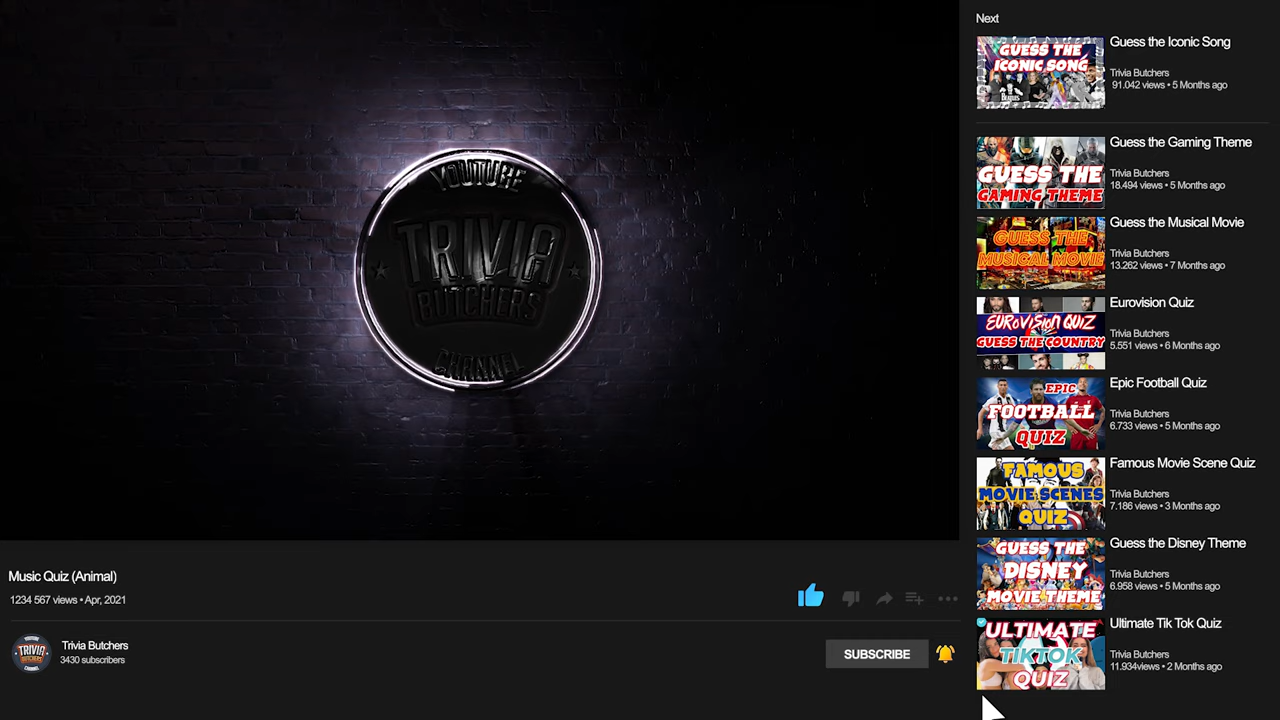 YOUTUBE
TRIVIA
BUTCHERS
CHANNEL
Music Quiz (Animal)
1234 567 views • Apr, 2021
TRIVIA
BUTCHERS
CHANNEL
Trivia Butchers
3430 subscribers
SUBSCRIBE
Next
GUESS THE
ICONIC SONG
BEATLES
Guess the Iconic Song
Trivia Butchers
91.042 views • 5 Months ago
GUESS THE
GAMING THEME
Guess the Gaming Theme
Trivia Butchers
18.494 views • 5 Months ago
GUESS THE
MUSICAL MOVIE
Guess the Musical Movie
Trivia Butchers
13.262 views • 7 Months ago
EUROVISION QUIZ
GUESS THE COUNTRY
Eurovision Quiz
Trivia Butchers
5.551 views • 6 Months ago
EPIC
FOOTBALL
QUIZ
Epic Football Quiz
Trivia Butchers
6.733 views • 5 Months ago
FAMOUS
MOVIE SCENES
QUIZ
Famous Movie Scene Quiz
Trivia Butchers
7.186 views • 3 Months ago
GUESS THE
DISNEY
MOVIE THEME
Guess the Disney Theme
Trivia Butchers
6.958 views • 5 Months ago
ULTIMATE
TIKTOK
QUIZ
Ultimate Tik Tok Quiz
Trivia Butchers
11.934views • 2 Months ago